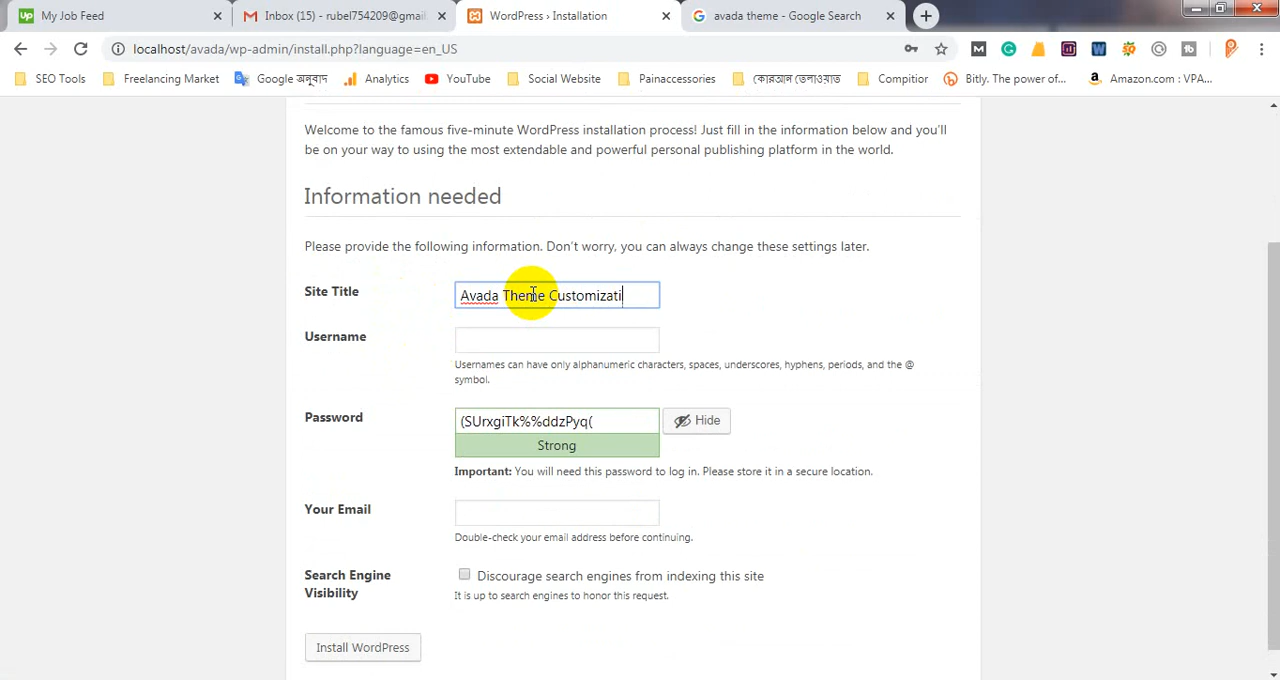 My Job Feed
Inbox (15) - rubel754209@gmail.
WordPress › Installation
avada theme - Google Search
localhost/avada/wp-admin/install.php?language=en_US
SEO Tools
Freelancing Market
Google অনুবাদ
Analytics
YouTube
Social Website
Painaccessories
কোরআন তেলাওয়াত
Compitior
Bitly. The power of...
Amazon.com : VPA...
Welcome to the famous five-minute WordPress installation process! Just fill in the information below and you'll
be on your way to using the most extendable and powerful personal publishing platform in the world.
Information needed
Please provide the following information. Don't worry, you can always change these settings later.
Site Title
Avada Theme Customizati
Username
Usernames can have only alphanumeric characters, spaces, underscores, hyphens, periods, and the @
symbol.
Password
(SUrxgiTk%%ddzPyq(
Hide
Strong
Important: You will need this password to log in. Please store it in a secure location.
Your Email
Double-check your email address before continuing.
Search Engine
Visibility
Discourage search engines from indexing this site
It is up to search engines to honor this request.
Install WordPress